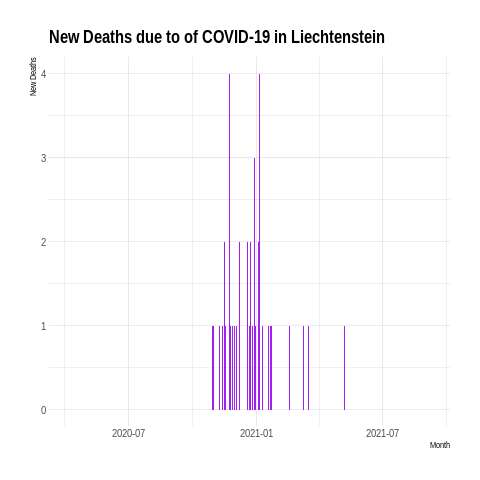 New Deaths due to of COVID-19 in Liechtenstein
New Deaths
4
3
2
1
0
2020-07 2021-01 2021-07
Month